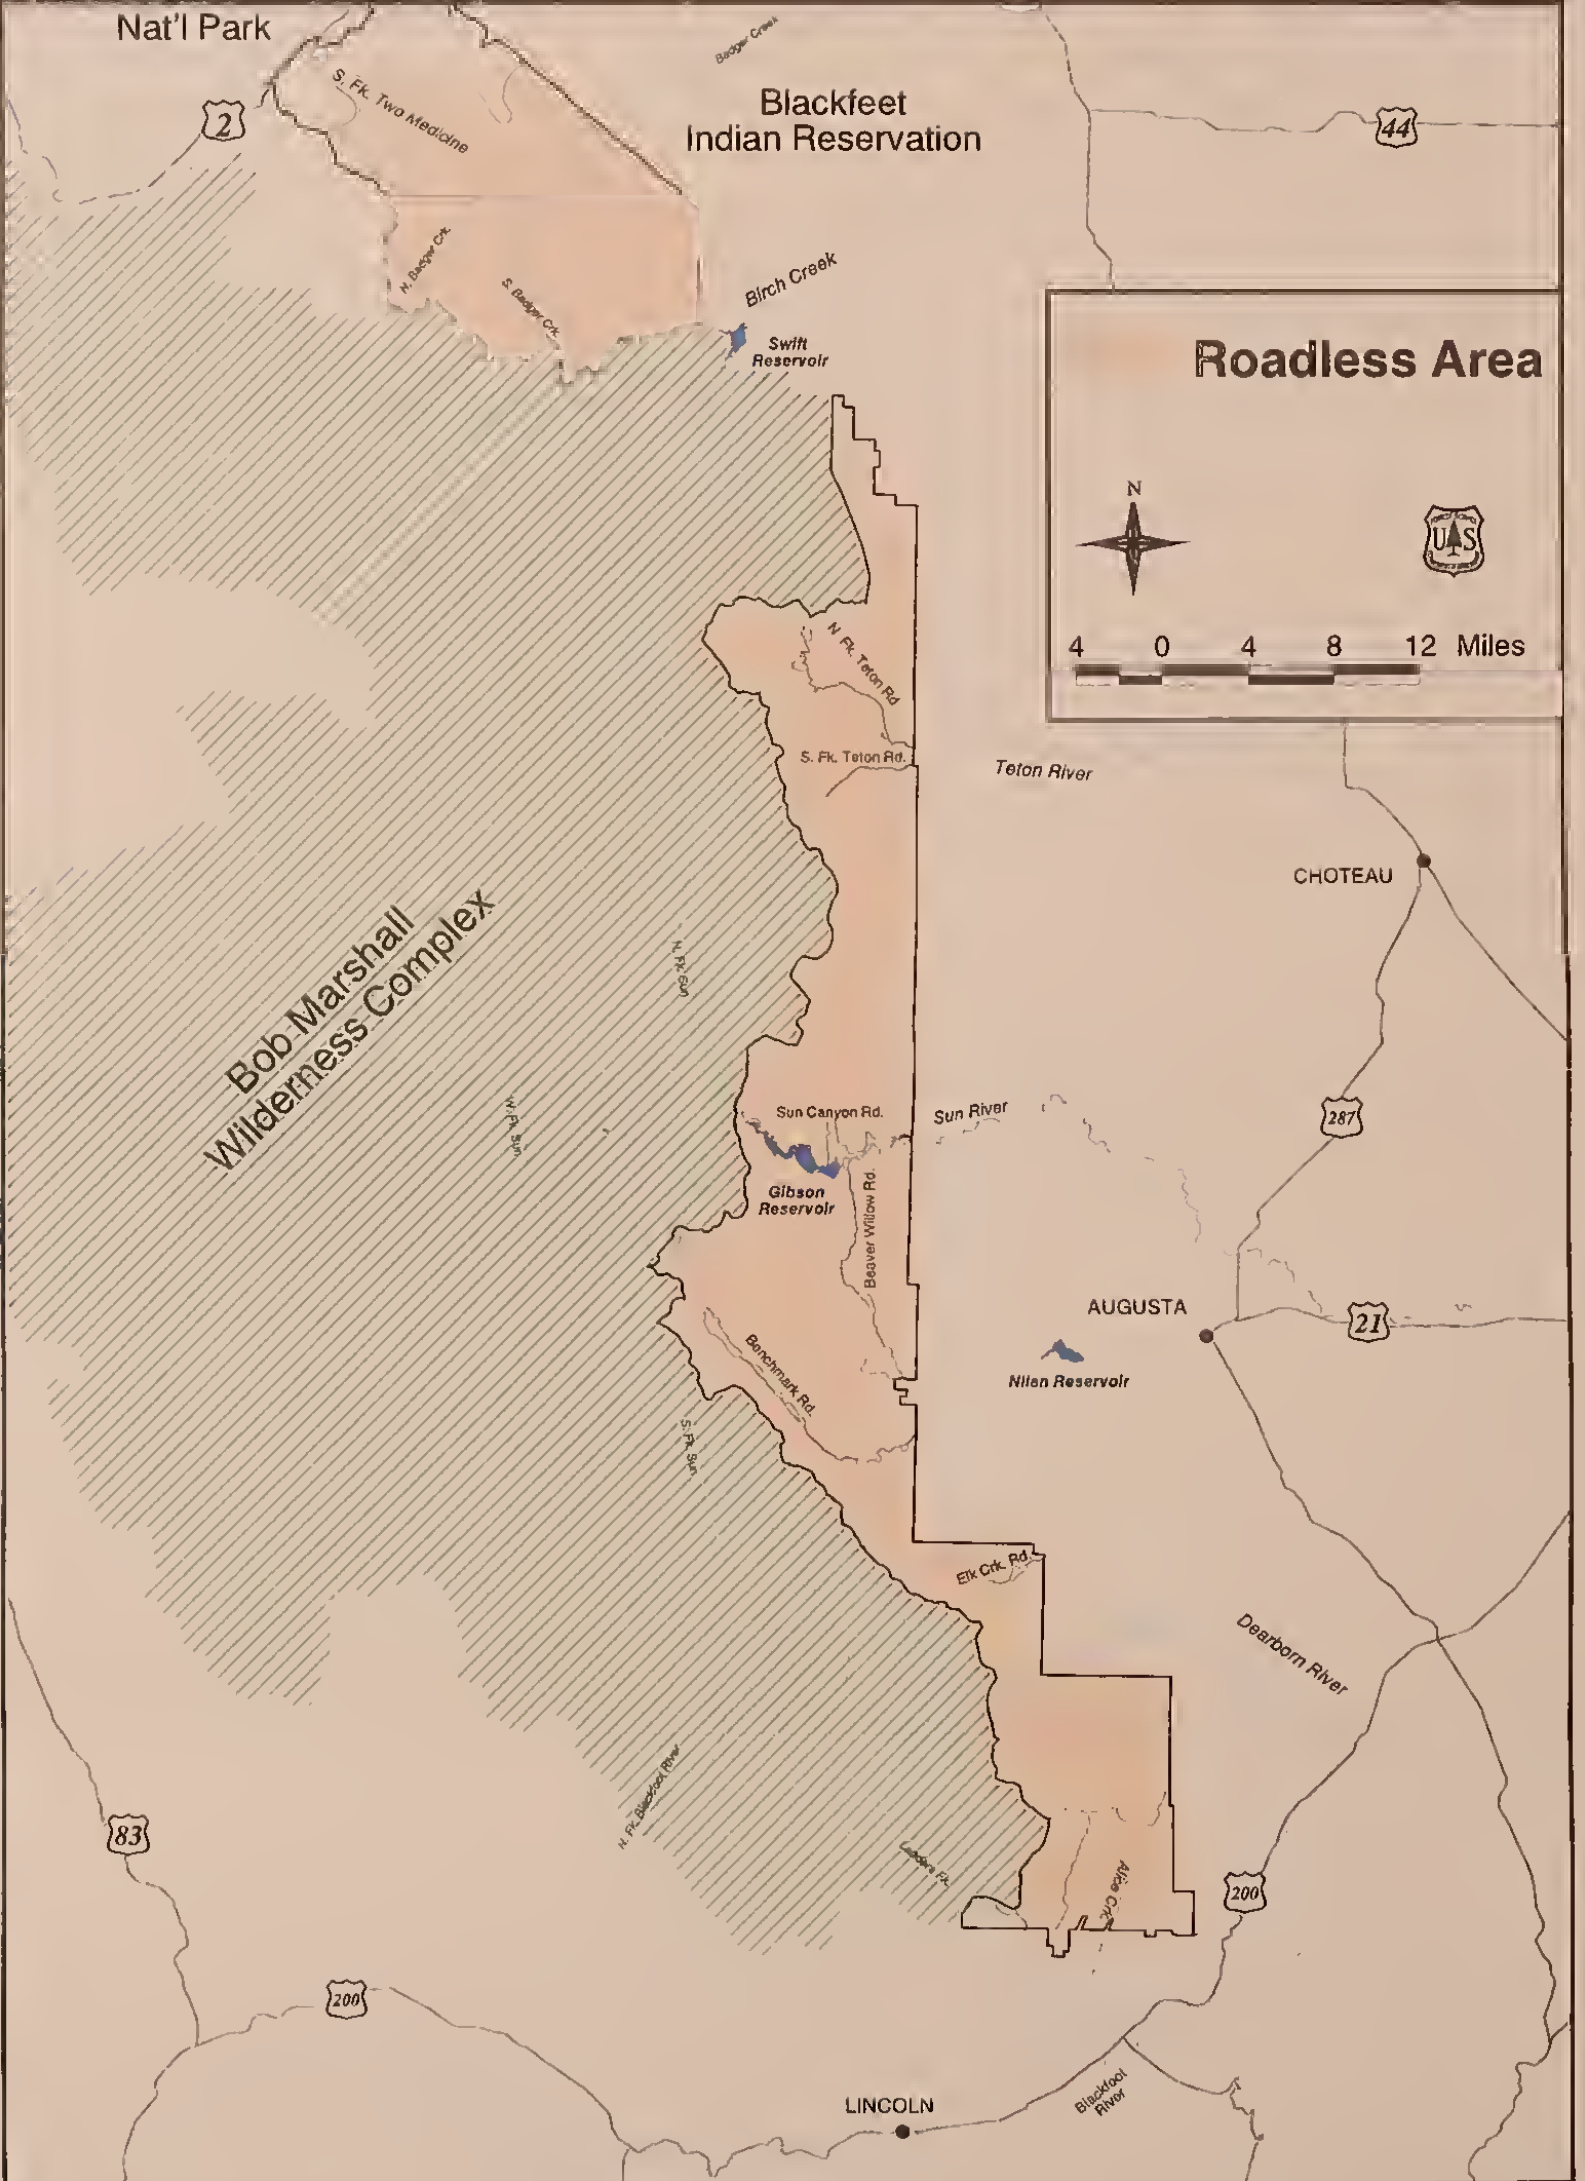 Nat'l Park
Badger Creek
2
S. Fk. Two Medicine
Blackfeet
Indian Reservation
44
N. Badger Crk.
S. Badger Crk.
Birch Creek
Swift
Reservoir
Roadless Area
N
US
4 0 4 8 12 Miles
N. Fk. Teton Rd.
S. Fk. Teton Rd.
Teton River
CHOTEAU
Bob Marshall
Wilderness Complex
N. Fk. Sun
W. Fk. Sun
Sun Canyon Rd.
Sun River
287
Gibson
Reservoir
Beaver Willow Rd.
AUGUSTA
21
Nilan Reservoir
Benchmark Rd.
S. Fk. Sun
Elk Crk. Rd.
Dearborn River
N. Fk. Blackfoot River
83
Landers Fk.
Alice Crk.
200
200
LINCOLN
Blackfoot
River